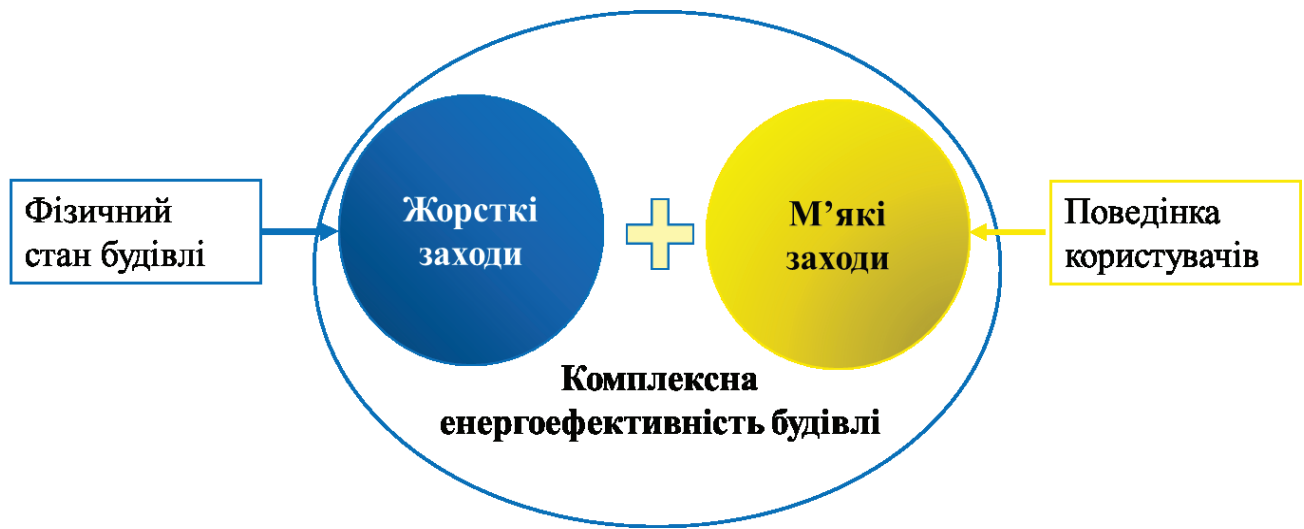 Фізичний
стан будівлі
Жорсткі
заходи
М’які
заходи
Поведінка
користувачів
Комплексна
енергоефективність будівлі